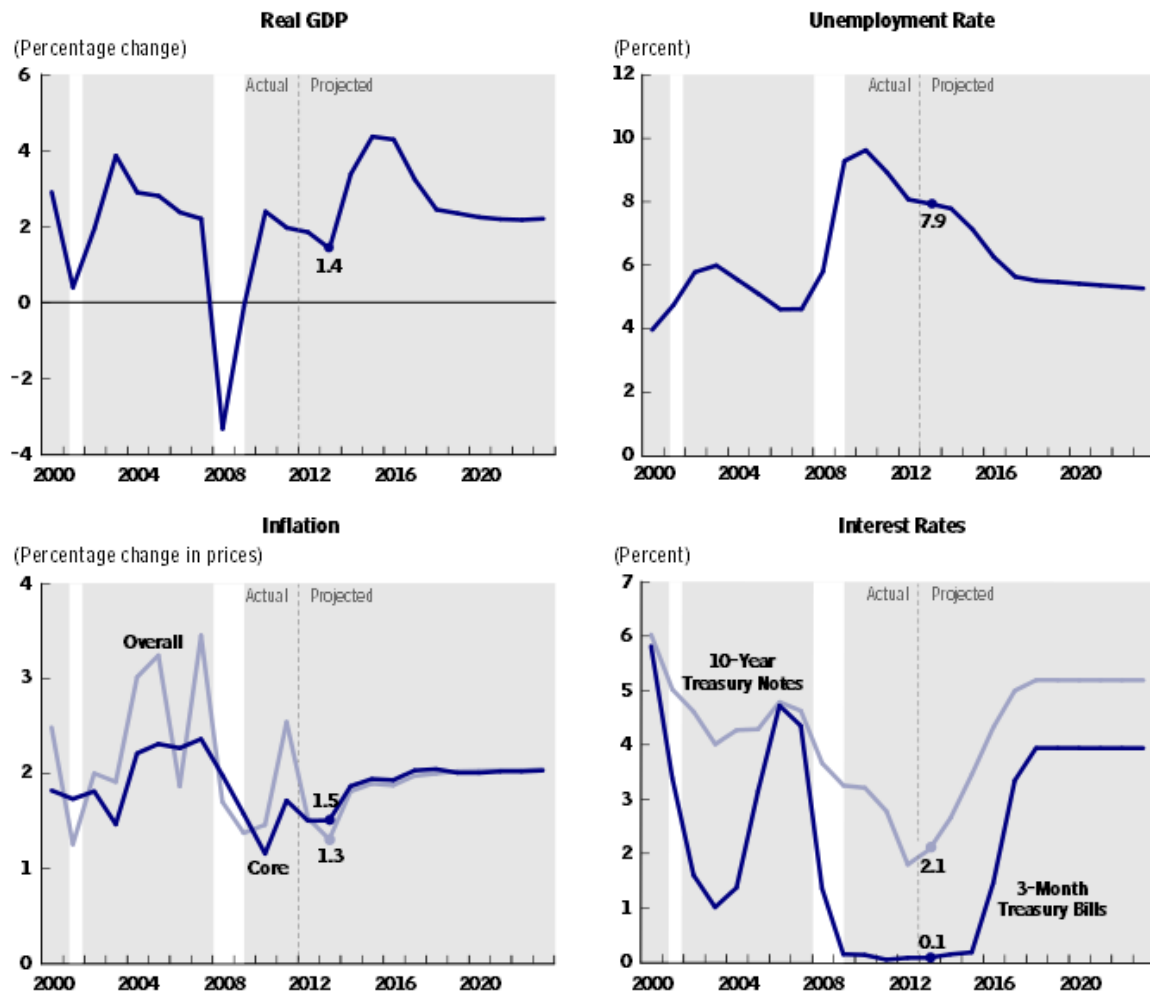 Real GDP
(Percentage change)
6
4
2
0
-2
-4
Actual
Projected
1.4
2000
2004
2008
2012
2016
2020
Unemployment Rate
(Percent)
12
10
8
6
4
2
0
Actual
Projected
7.9
2000
2004
2008
2012
2016
2020
Inflation
(Percentage change in prices)
4
3
2
1
0
Actual
Projected
Overall
1.5
1.3
Core
2000
2004
2008
2012
2016
2020
Interest Rates
(Percent)
7
6
5
4
3
2
1
0
Actual
Projected
10-Year
Treasury Notes
2.1
0.1
3-Month
Treasury Bills
2000
2004
2008
2012
2016
2020